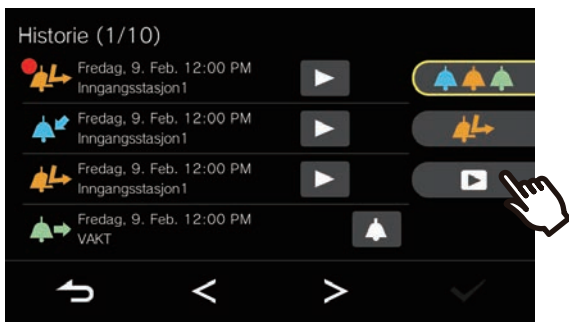 Historie (1/10)
Fredag, 9. Feb. 12:00 PM
Inngangsstasjon1
Fredag, 9. Feb. 12:00 PM
Inngangsstasjon1
Fredag, 9. Feb. 12:00 PM
Inngangsstasjon1
Fredag, 9. Feb. 12:00 PM
VAKT